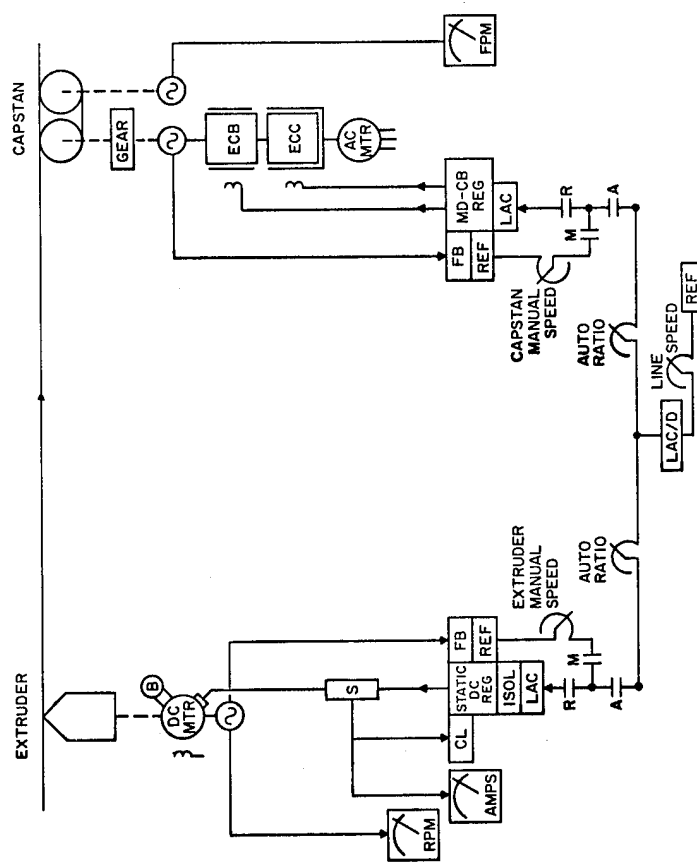 EXTRUDER
CAPSTAN
GEAR
B
DC
MTR
ECB
ECC
AC
MTR
S
RPM
AMPS
CL
STATIC
DC
REG
FB
REF
ISOL
LAC
EXTRUDER
MANUAL
SPEED
R
M
A
AUTO
RATIO
FPM
FB
REF
MD-CB
REG
LAC
CAPSTAN
MANUAL
SPEED
M
R
A
AUTO
RATIO
LAC/D
LINE SPEED
REF